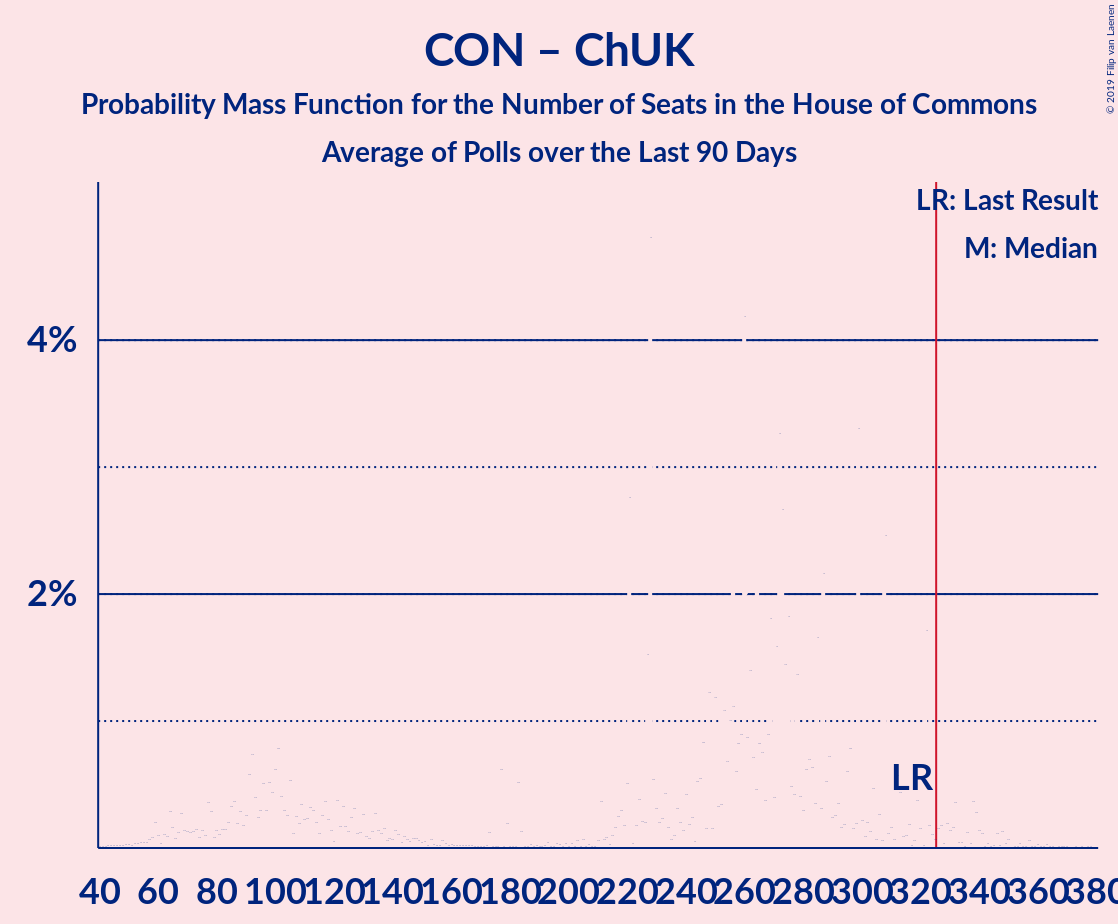 CON – ChUK
Probability Mass Function for the Number of Seats in the House of Commons
Average of Polls over the Last 90 Days
© 2019 Filip van Laenen
LR: Last Result
M: Median
4%
2%
LR
40 60 80 100 120 140 160 180 200 220 240 260 280 300 320 340 360 380